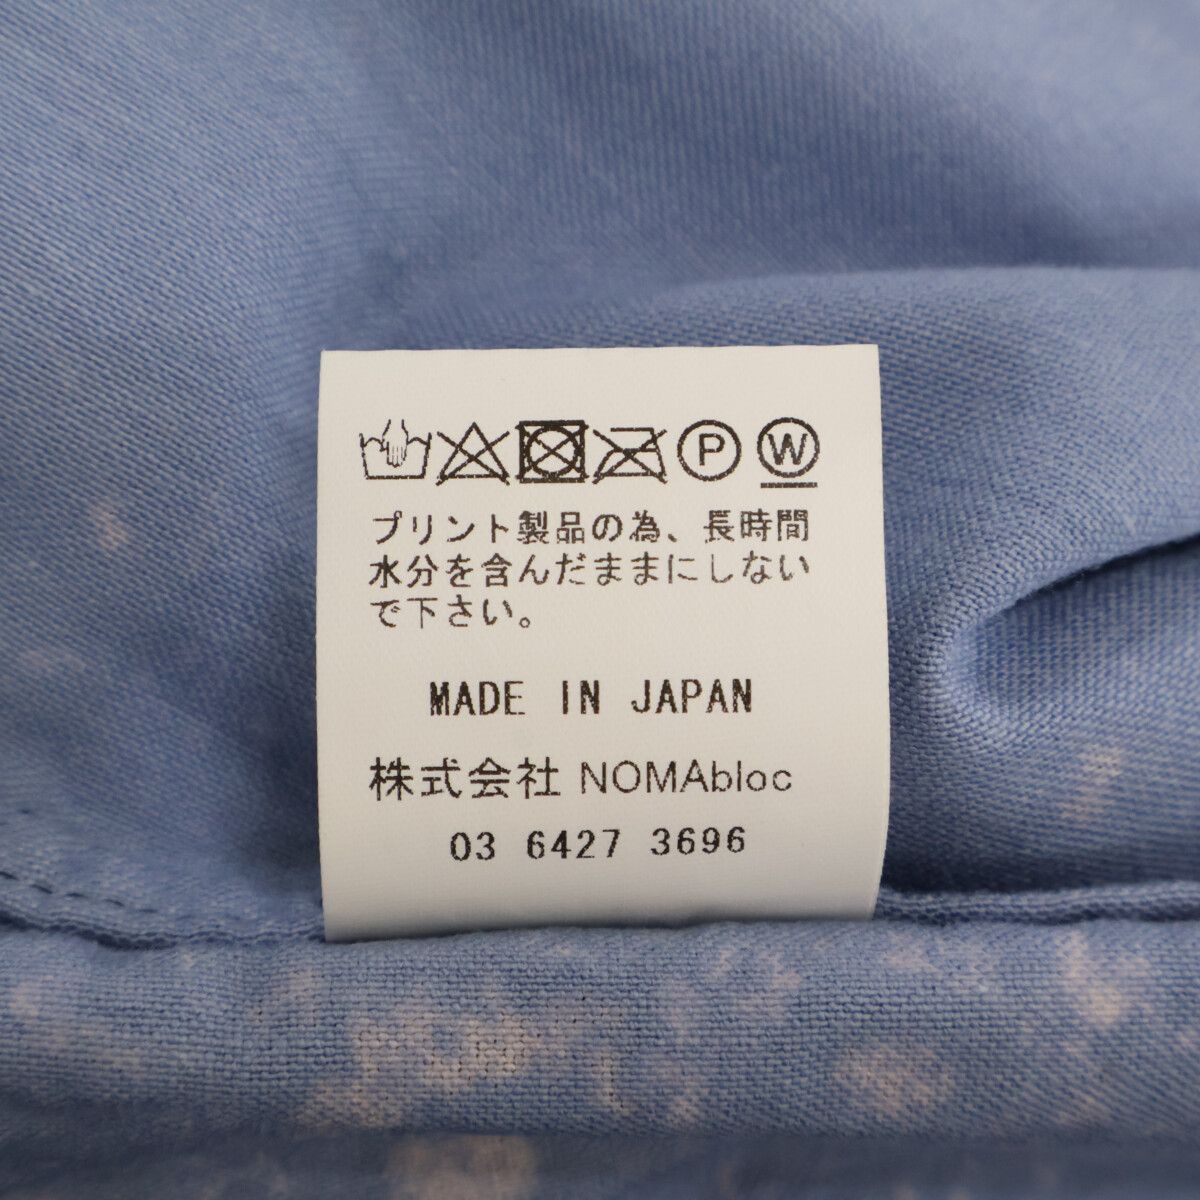 P W
プリント製品の為、長時間
水分を含んだままにしない
で下さい。
MADE IN JAPAN
株式会社 NOMAbloc
03 6427 3696